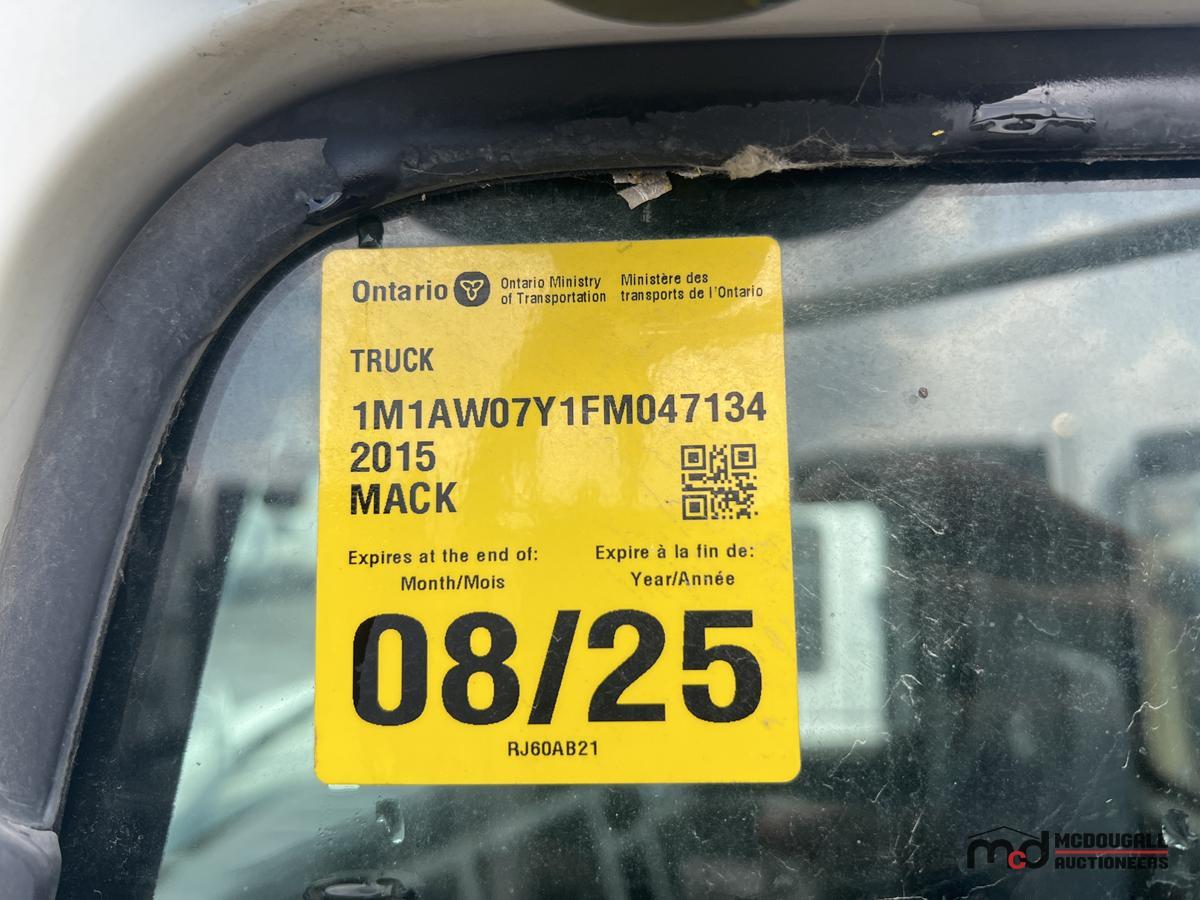 Ontario
Ontario Ministry
of Transportation
Ministère des
transports de l'Ontario
TRUCK
1M1AW07Y1FM047134
2015
MACK
Expires at the end of:
Month/Mois
Expire à la fin de:
Year/Année
08/25
RJ60AB21
mcd
MCDOUGALL
AUCTIONEERS